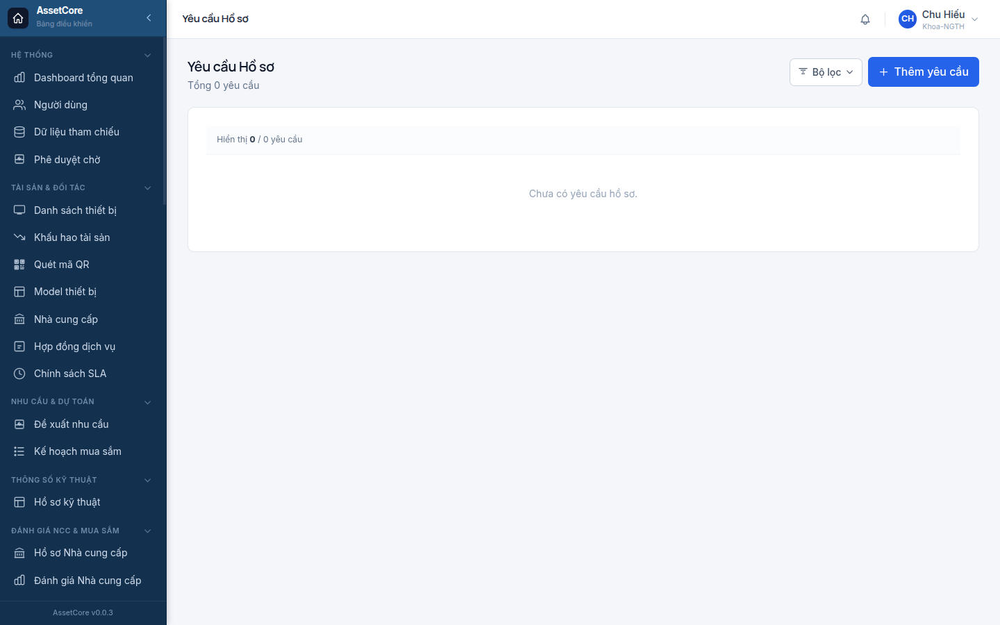 AssetCore
Bảng điều khiển
HỆ THỐNG
Dashboard tổng quan
Người dùng
Dữ liệu tham chiếu
Phê duyệt chờ
TÀI SẢN & ĐỐI TÁC
Danh sách thiết bị
Khấu hao tài sản
Quét mã QR
Model thiết bị
Nhà cung cấp
Hợp đồng dịch vụ
Chính sách SLA
NHU CẦU & DỰ TOÁN
Đề xuất nhu cầu
Kế hoạch mua sắm
THÔNG SỐ KỸ THUẬT
Hồ sơ kỹ thuật
ĐÁNH GIÁ NCC & MUA SẮM
Hồ sơ Nhà cung cấp
Đánh giá Nhà cung cấp
AssetCore v0.0.3
Yêu cầu Hồ sơ
CH
Chu Hiếu
Khoa-NGTH
Yêu cầu Hồ sơ
Tổng 0 yêu cầu
Bộ lọc
Thêm yêu cầu
Hiển thị 0 / 0 yêu cầu
Chưa có yêu cầu hồ sơ.